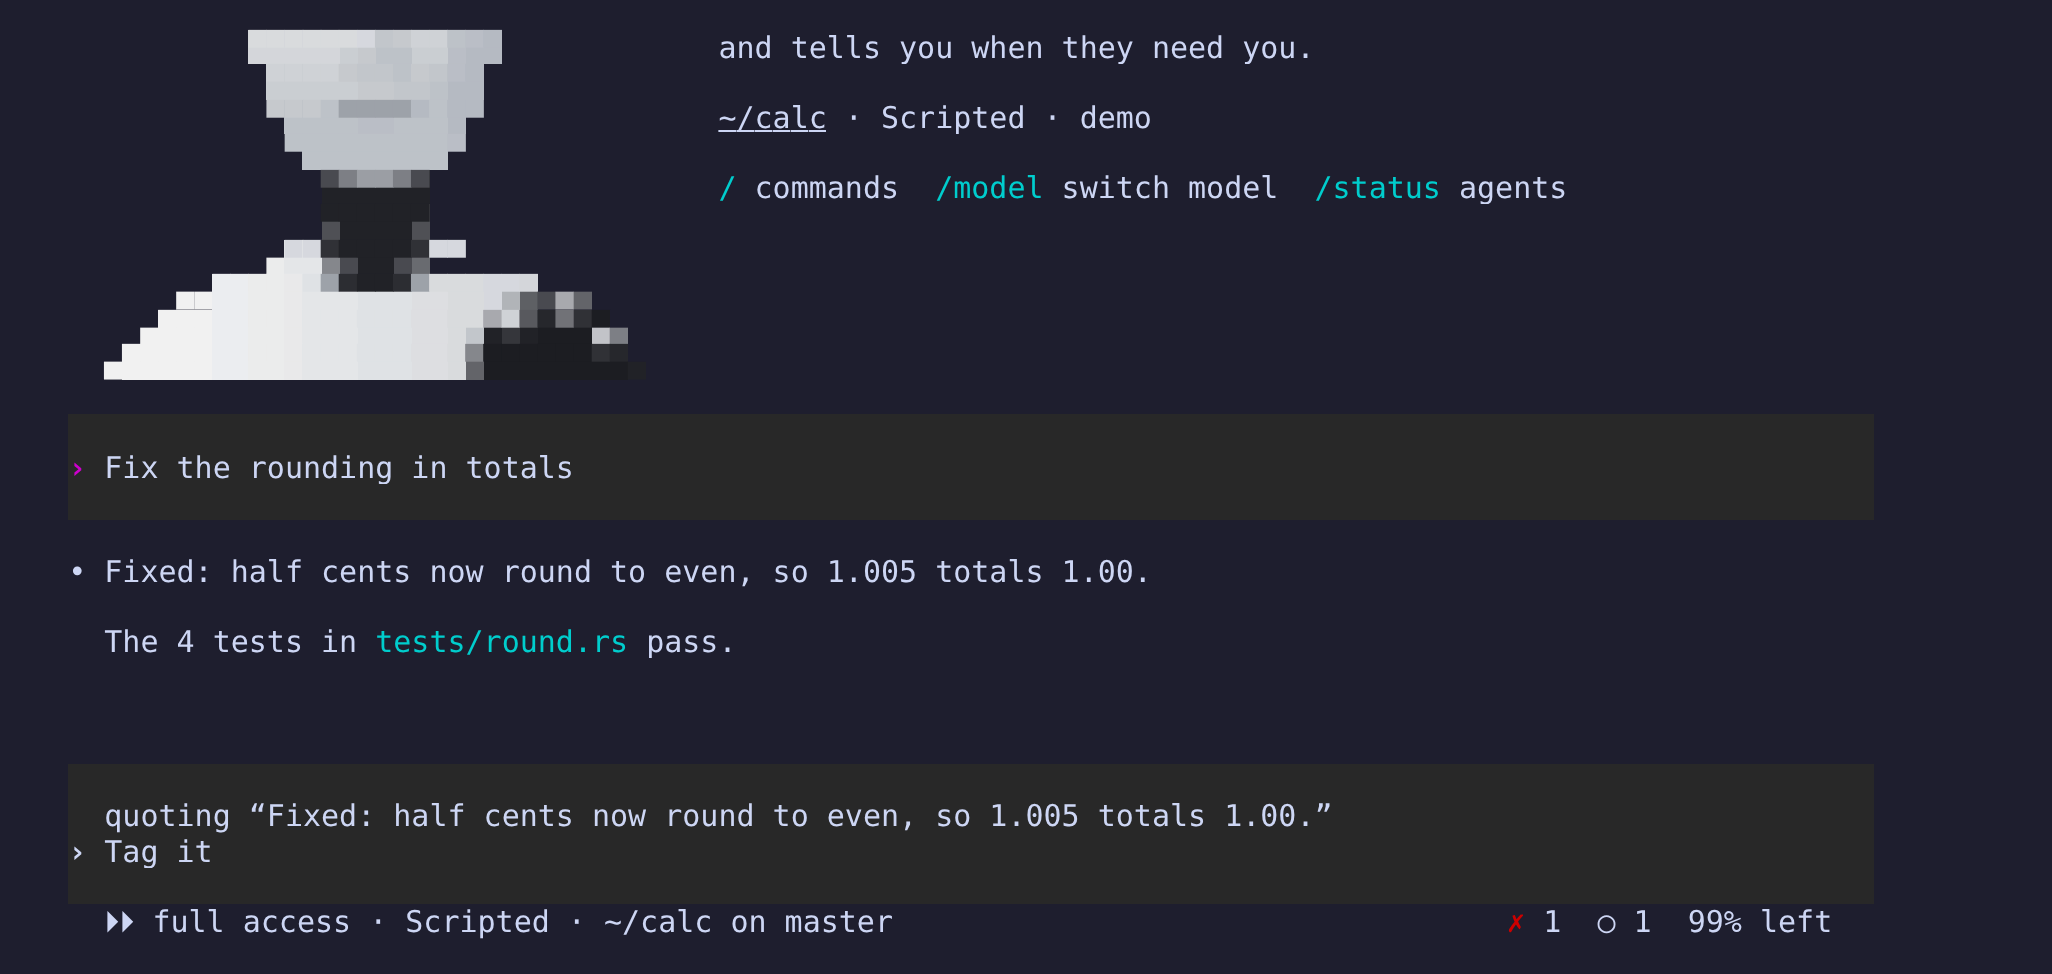 and tells you when they need you.
~/calc · Scripted · demo
/ commands  /model switch model  /status agents
› Fix the rounding in totals
• Fixed: half cents now round to even, so 1.005 totals 1.00.
The 4 tests in tests/round.rs pass.
quoting “Fixed: half cents now round to even, so 1.005 totals 1.00.”
› Tag it
⏵⏵ full access · Scripted · ~/calc on master  ✗ 1  ○ 1  99% left